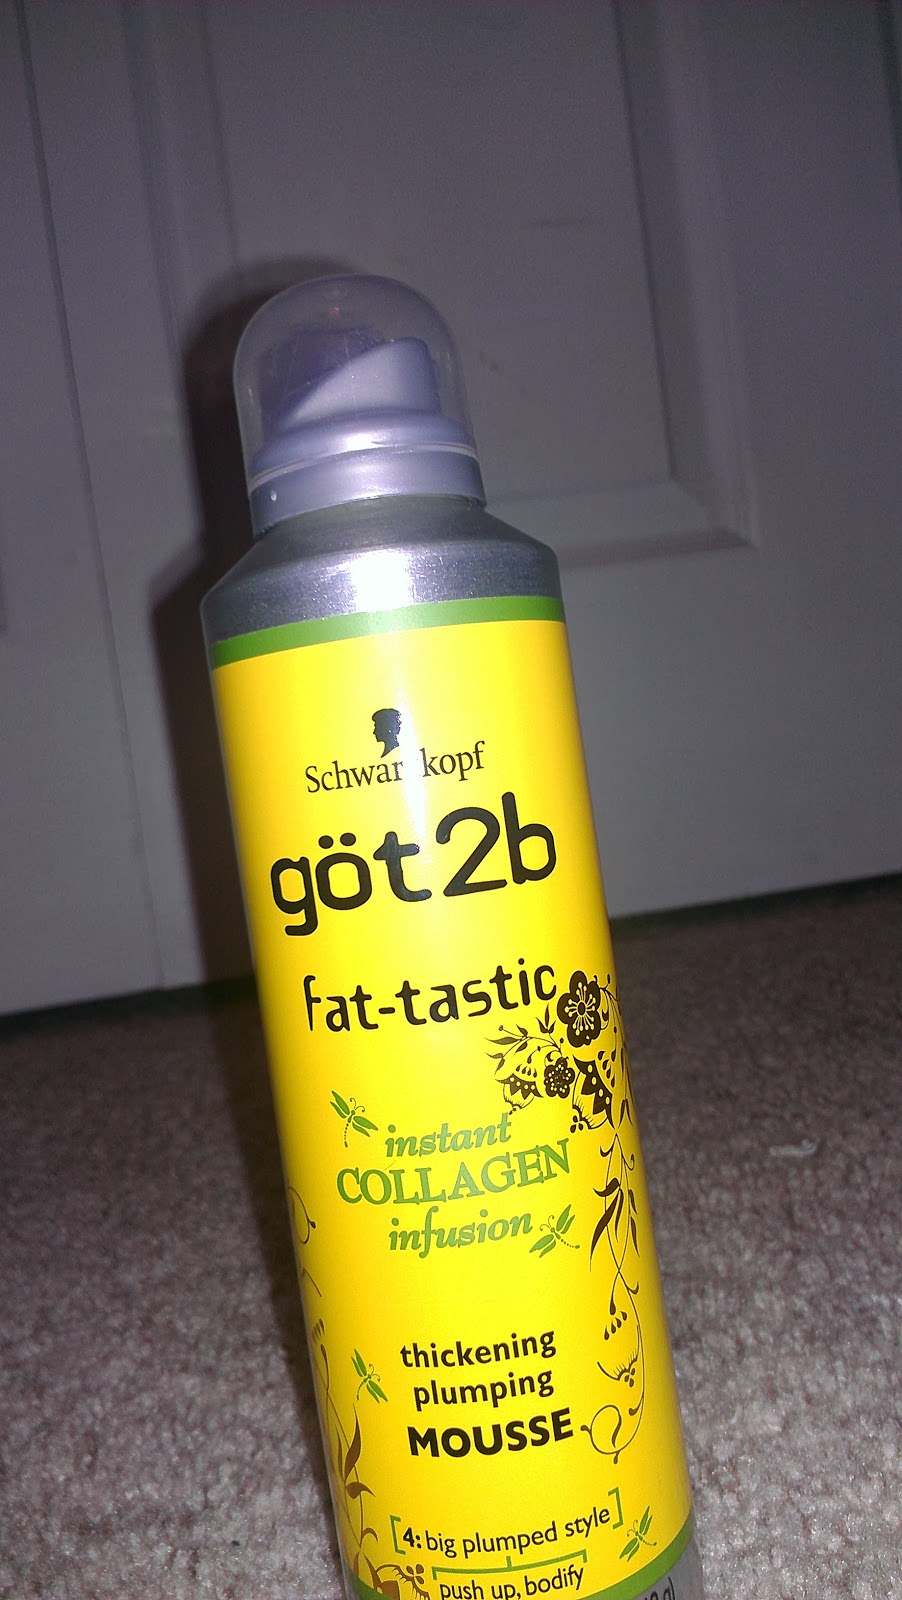 Schwarzkopf
göt2b
fat-tastic
instant
COLLAGEN
infusion
thickening
plumping
MOUSSE
[4: big plumped style]
push up, bodify